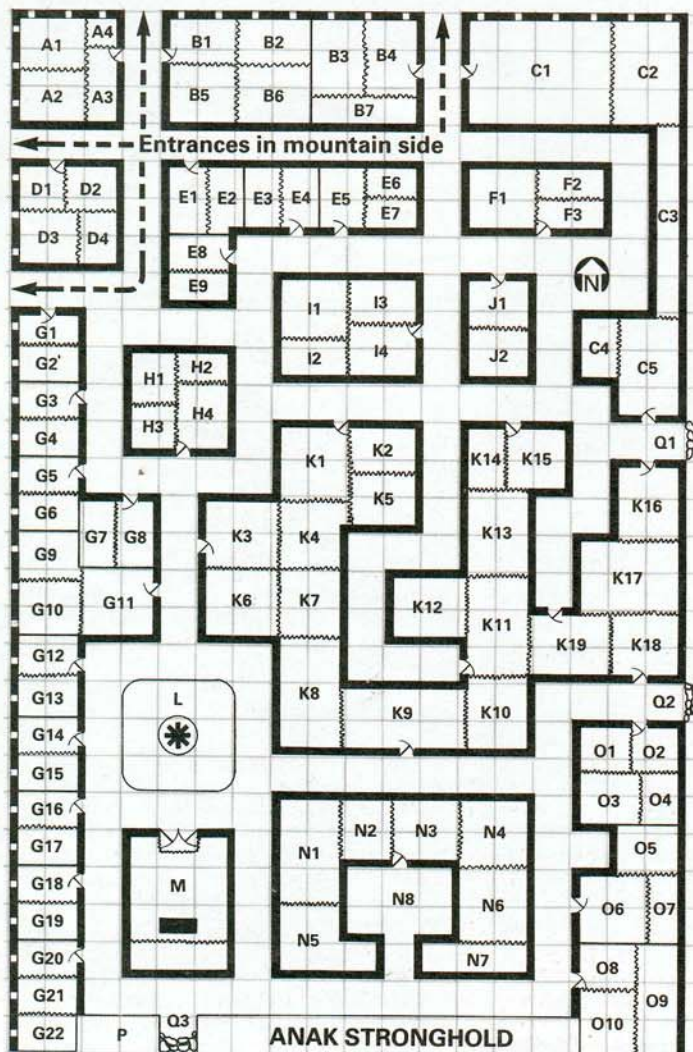 A1 A4 B1 B2 B3 B4 C1 C2
A2 A3 B5 B6 B7
Entrances in mountain side
D1 D2 E1 E2 E3 E4 E5 E6 F1 F2
E7 F3 C3
D3 D4 E8
E9 N
I1 I3 J1
G1 C4 C5
G2 H1 H2 I2 I4 J2
G3 H3 H4
G4 K1 K2 K14 K15 Q1
G5 K5 K16
G6 G7 G8 K3 K4 K13
G9 K17
G10 G11 K6 K7 K12 K11
G12 K19 K18
G13 L K8 K9 K10 Q2
G14 O1 O2
G15
G16 O3 O4
G17 N1 N2 N3 N4 O5
G18 M
G19 N8 N6 O6 O7
G20 N5 N7 O8
G21 O9
G22 P Q3 ANAK STRONGHOLD O10